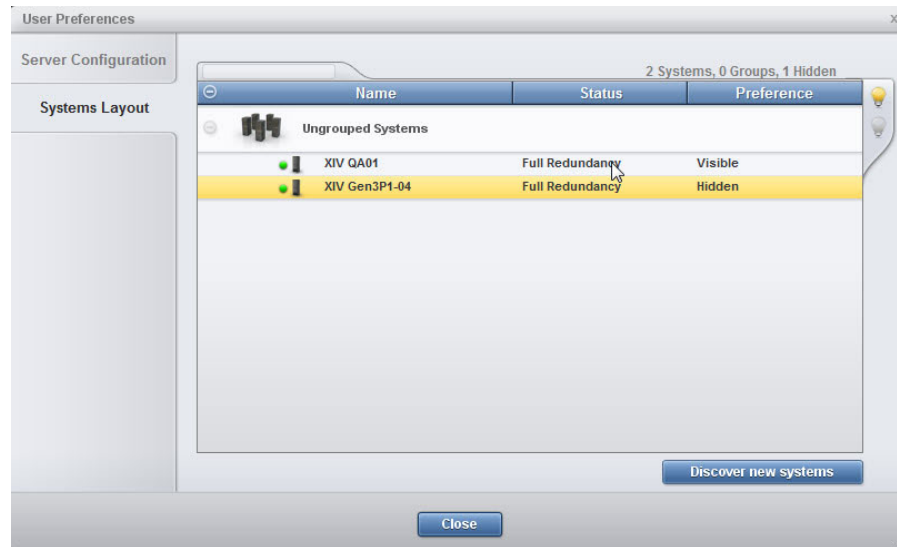 User Preferences x
Server Configuration
Systems Layout
2 Systems, 0 Groups, 1 Hidden
Name Status Preference
Ungrouped Systems
XIV QA01 Full Redundancy Visible
XIV Gen3P1-04 Full Redundancy Hidden
Discover new systems
Close